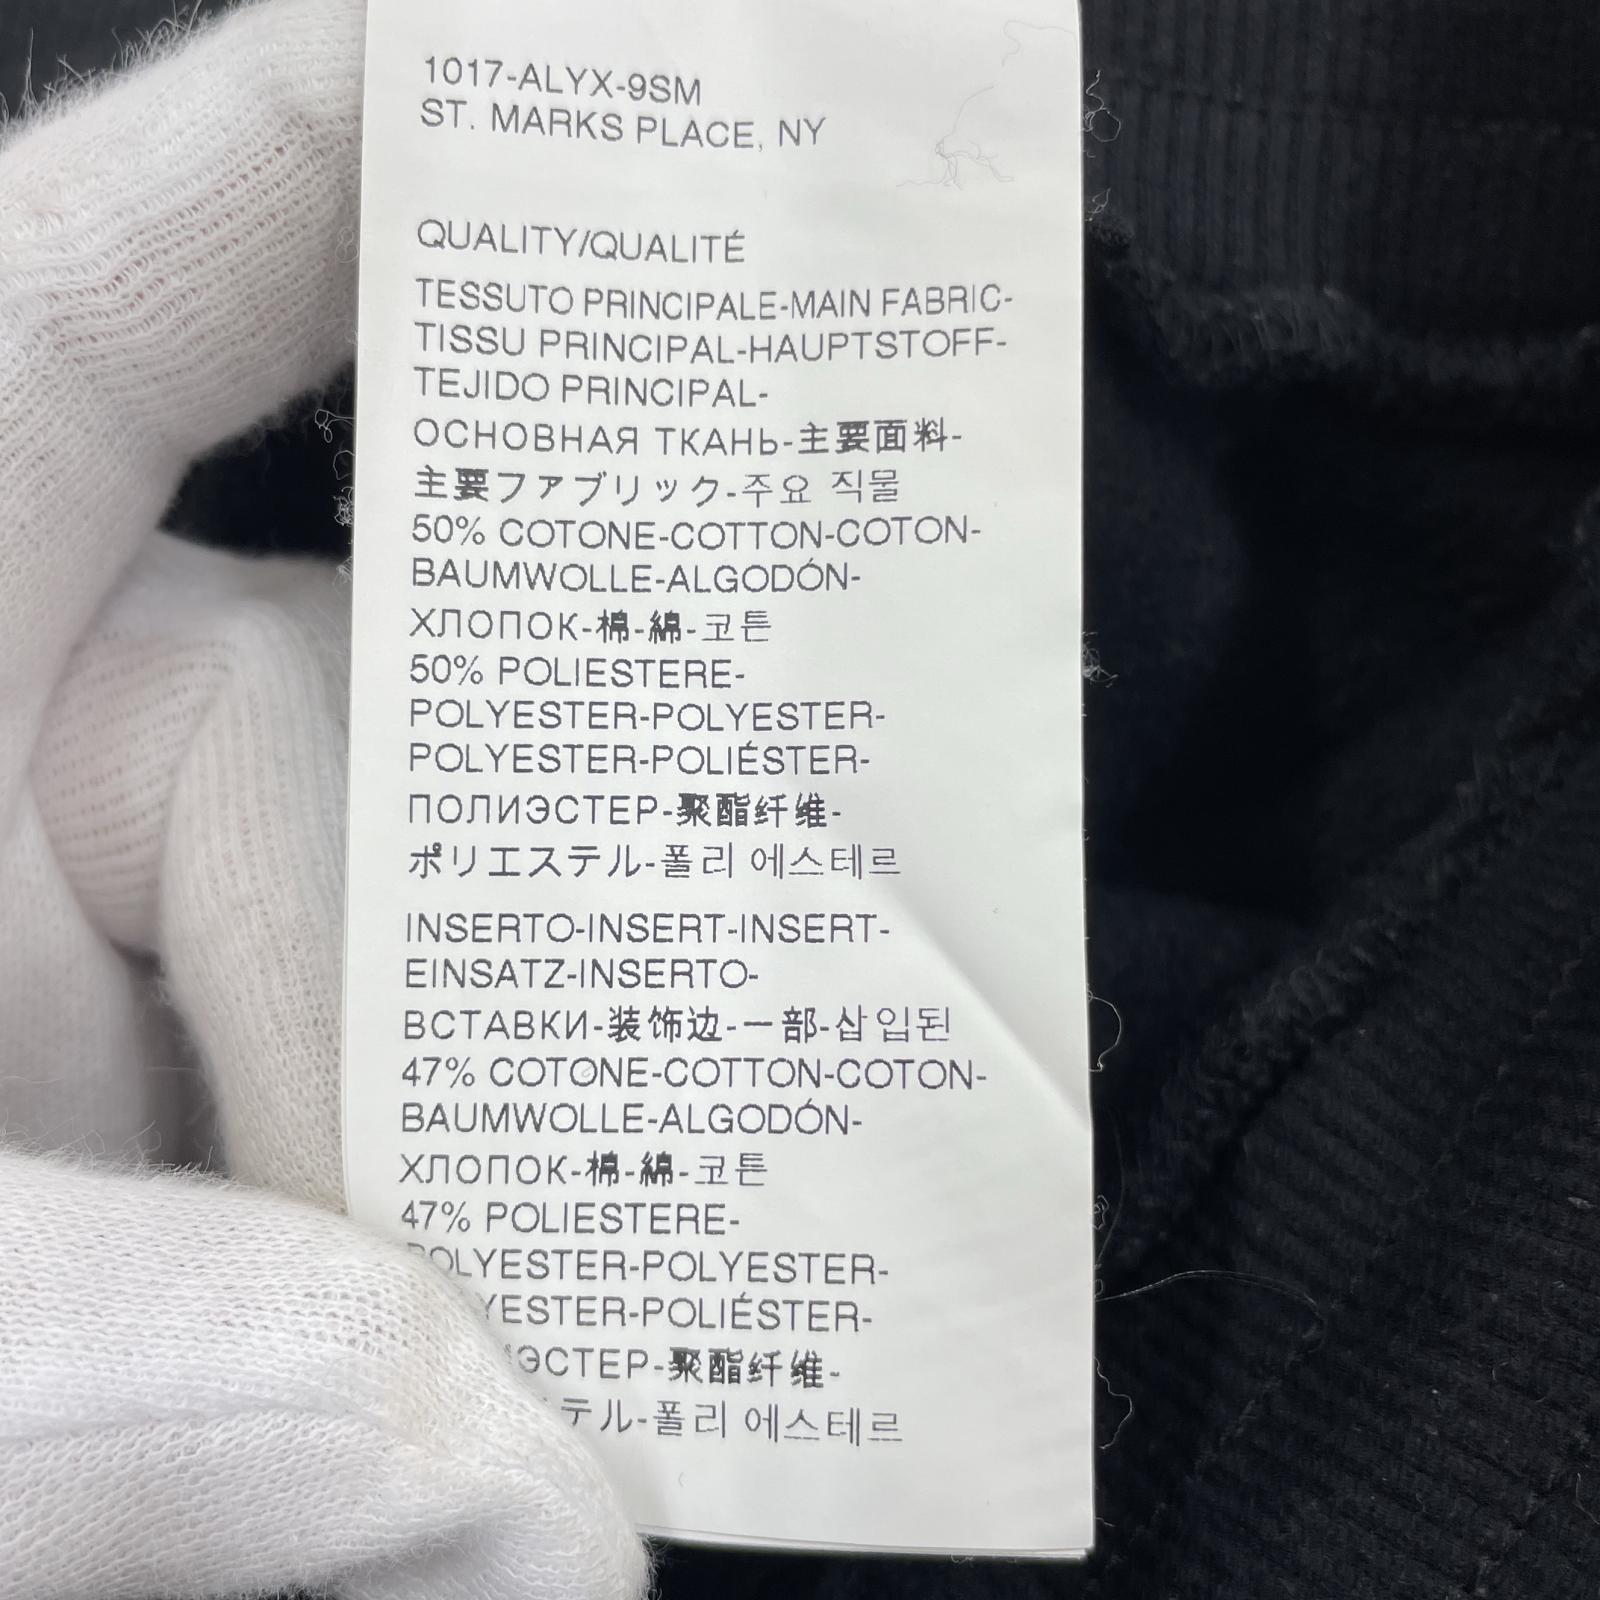 1017-ALYX-9SM
ST. MARKS PLACE, NY
QUALITY/QUALITÉ
TESSUTO PRINCIPALE-MAIN FABRIC-
TISSU PRINCIPAL-HAUPTSTOFF-
TEJIDO PRINCIPAL-
ОСНОВНАЯ ТКАНЬ-主要面料-
主要ファブリック-주요 직물
50% COTONE-COTTON-COTON-
BAUMWOLLE-ALGODÓN-
ХЛОПОК-棉-綿-코튼
50% POLIESTERE-
POLYESTER-POLYESTER-
POLYESTER-POLIÉSTER-
ПОЛИЭСТЕР-聚酯纤维-
ポリエステル-폴리 에스테르
INSERTO-INSERT-INSERT-
EINSATZ-INSERTO-
ВСТАВКИ-装饰边-一部-삽입된
47% COTONE-COTTON-COTON-
BAUMWOLLE-ALGODÓN-
ХЛОПОК-棉-綿-코튼
47% POLIESTERE-
POLYESTER-POLYESTER-
YESTER-POLIÉSTER-
ЭСТЕР-聚酯纤维-
テル-폴리 에스테르